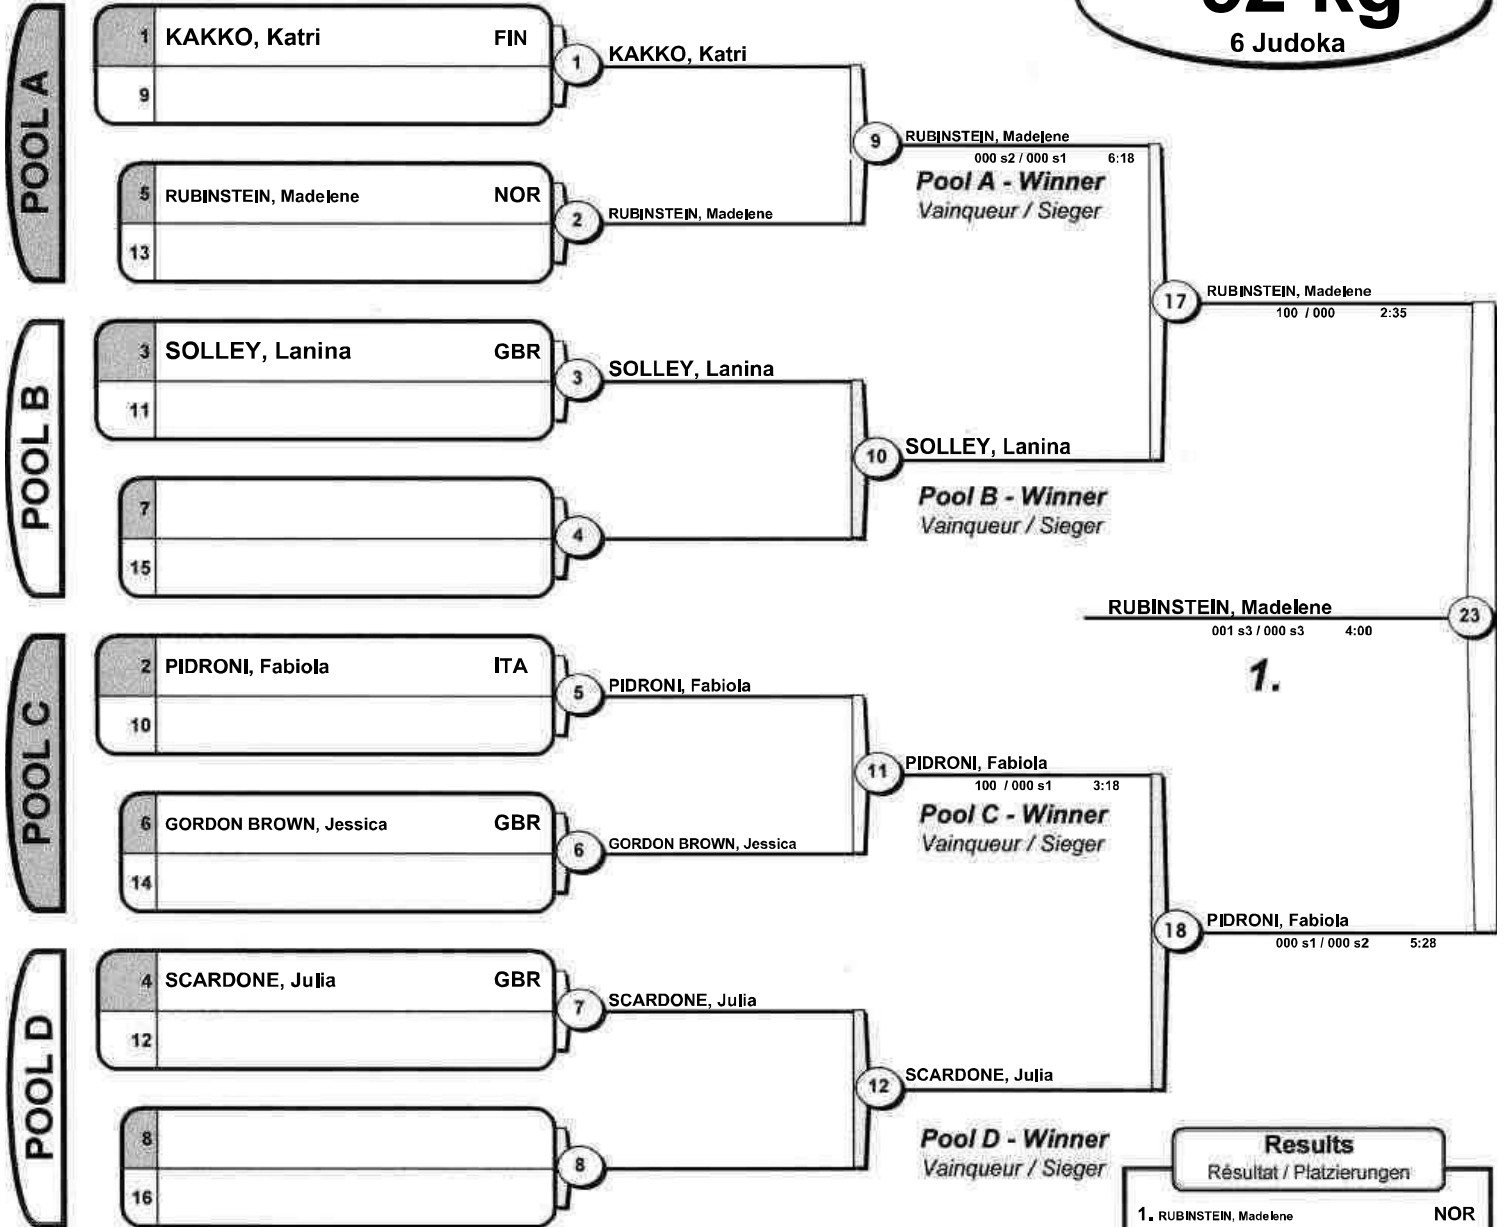 6 Judoka
POOL A
1 KAKKO, Katri FIN
9
1
KAKKO, Katri
5 RUBINSTEIN, Madelene NOR
13
2
RUBINSTEIN, Madelene
9
RUBINSTEIN, Madelene
000 s2 / 000 s1 6:18
Pool A - Winner
Vainqueur / Sieger
17
RUBINSTEIN, Madelene
100 / 000 2:35
POOL B
3 SOLLEY, Lanina GBR
11
3
SOLLEY, Lanina
7
15
4
10
SOLLEY, Lanina
Pool B - Winner
Vainqueur / Sieger
RUBINSTEIN, Madelene
001 s3 / 000 s3 4:00
23
1.
POOL C
2 PIDRONI, Fabiola ITA
10
5
PIDRONI, Fabiola
6 GORDON BROWN, Jessica GBR
14
6
GORDON BROWN, Jessica
11
PIDRONI, Fabiola
100 / 000 s1 3:18
Pool C - Winner
Vainqueur / Sieger
18
PIDRONI, Fabiola
000 s1 / 000 s2 5:28
POOL D
4 SCARDONE, Julia GBR
12
7
SCARDONE, Julia
8
16
8
12
SCARDONE, Julia
Pool D - Winner
Vainqueur / Sieger
Results
Résultat / Platzierungen
1. RUBINSTEIN, Madelene NOR